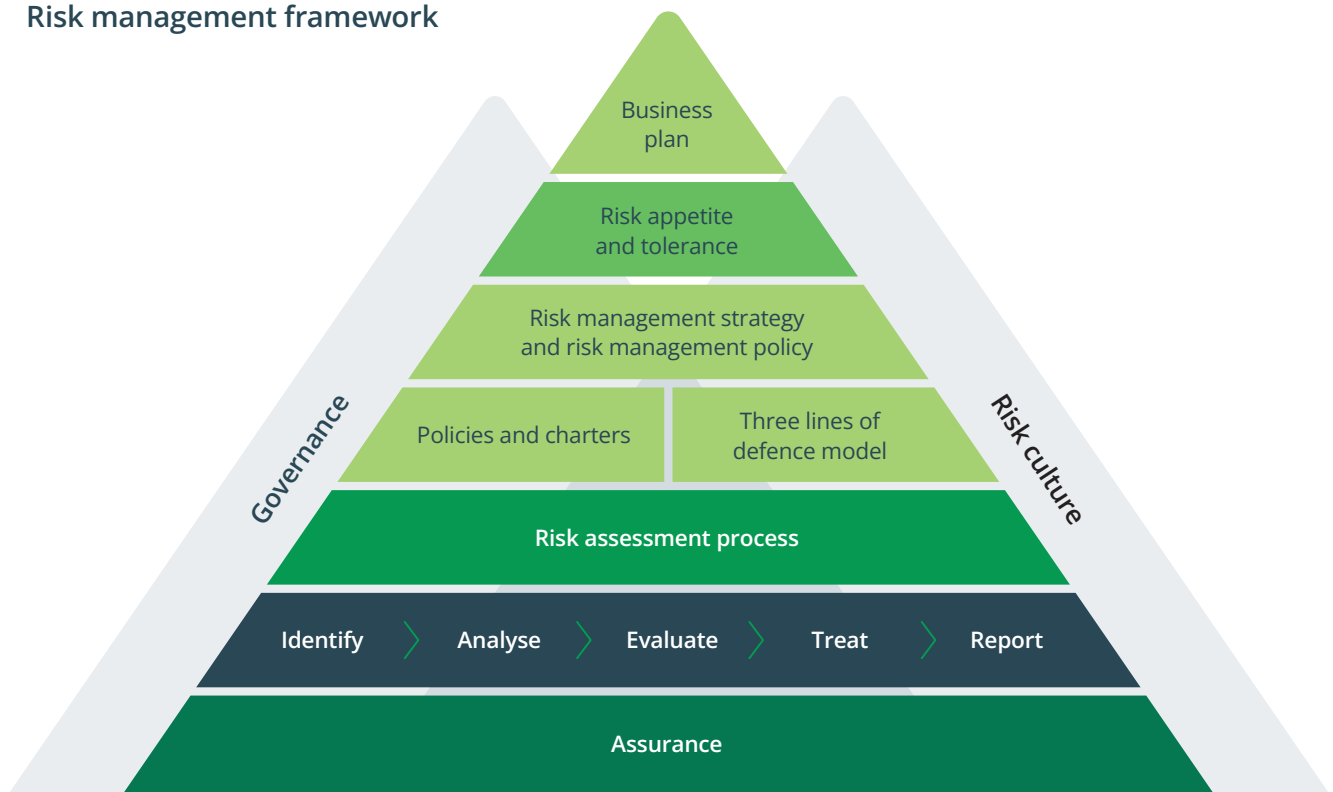 Risk management framework
Business
plan
Risk appetite
and tolerance
Risk management strategy
and risk management policy
Governance
Policies and charters
Three lines of
defence model
Risk culture
Risk assessment process
Identify
Analyse
Evaluate
Treat
Report
Assurance